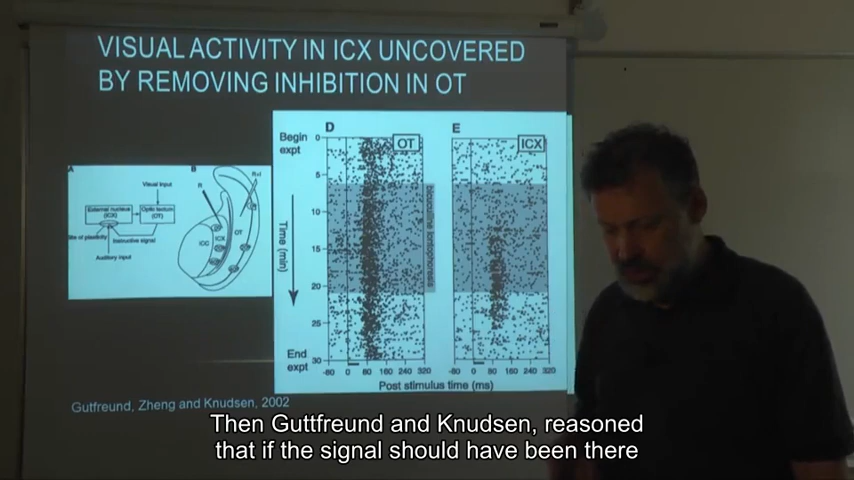 VISUAL ACTIVITY IN ICX UNCOVERED
BY REMOVING INHIBITION IN OT
A
B
Visual input
External nucleus
(ICX)
Optic tectum
(OT)
Instructive signal
Auditory input
R
ICC
ICX
OT
D
E
Begin
expt
OT
ICX
0
5
10
15
20
25
30
Time (min)
End
expt
-80 0 80 160 240 320
-80 0 80 160 240 320
Post stimulus time (ms)
Gutfreund, Zheng and Knudsen, 2002
Then Guttfreund and Knudsen, reasoned
that if the signal should have been there